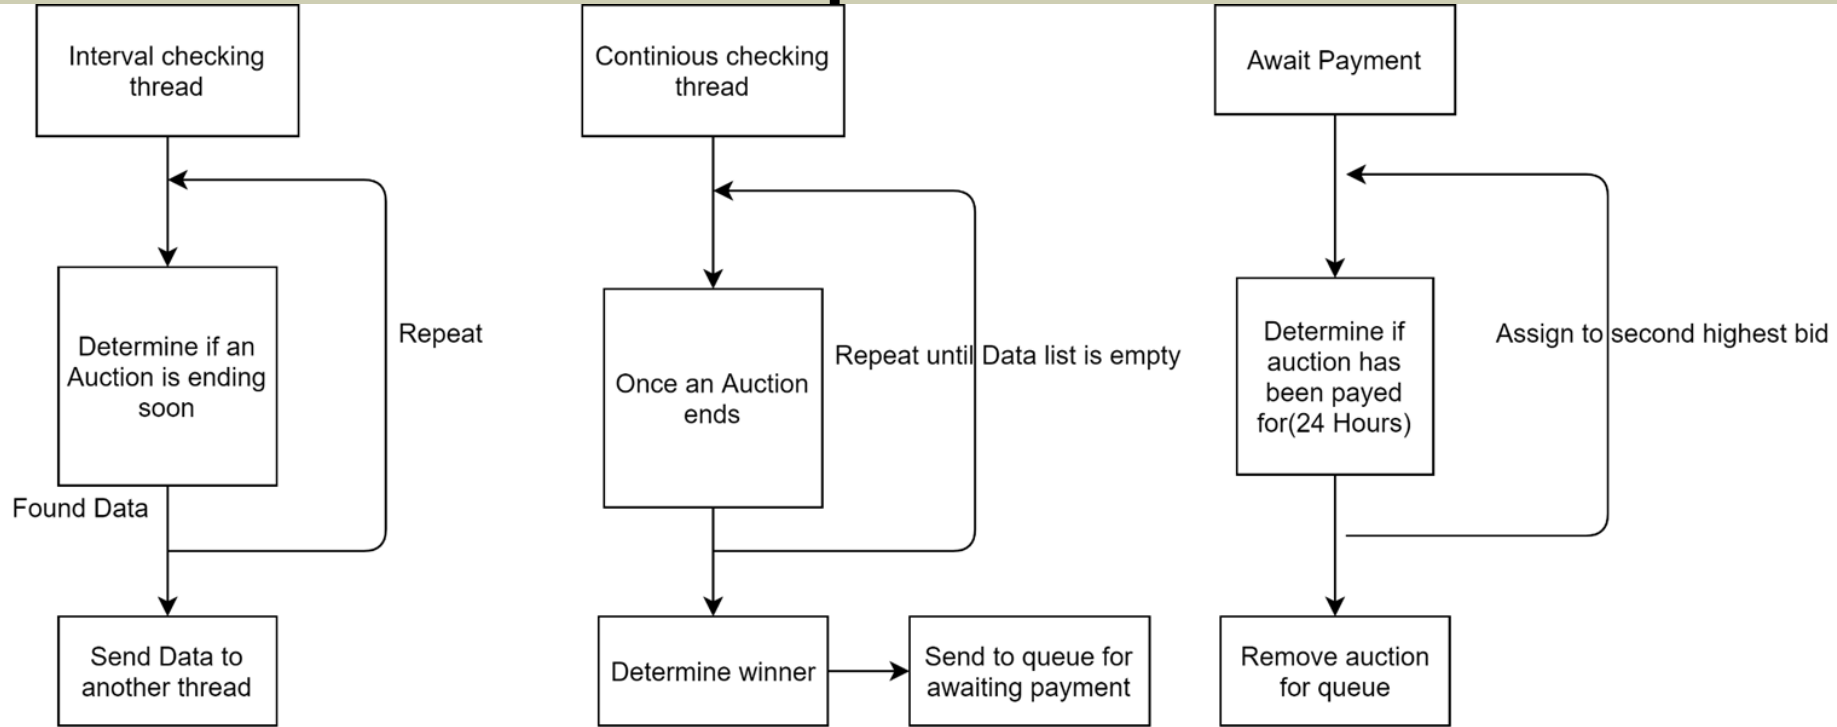 Interval checking
thread
Determine if an
Auction is ending
soon
Repeat
Found Data
Send Data to
another thread
Continious checking
thread
Once an Auction
ends
Repeat until Data list is empty
Determine winner
Send to queue for
awaiting payment
Await Payment
Determine if
auction has
been payed
for(24 Hours)
Assign to second highest bid
Remove auction
for queue